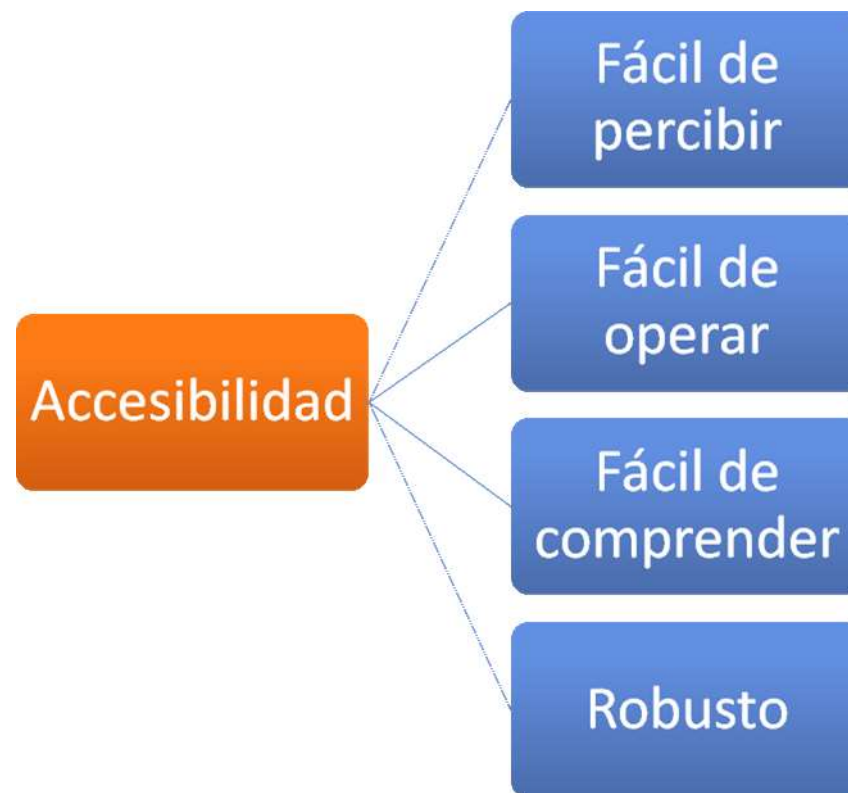 Fácil de
percibir
Fácil de
operar
Accesibilidad
Fácil de
comprender
Robusto